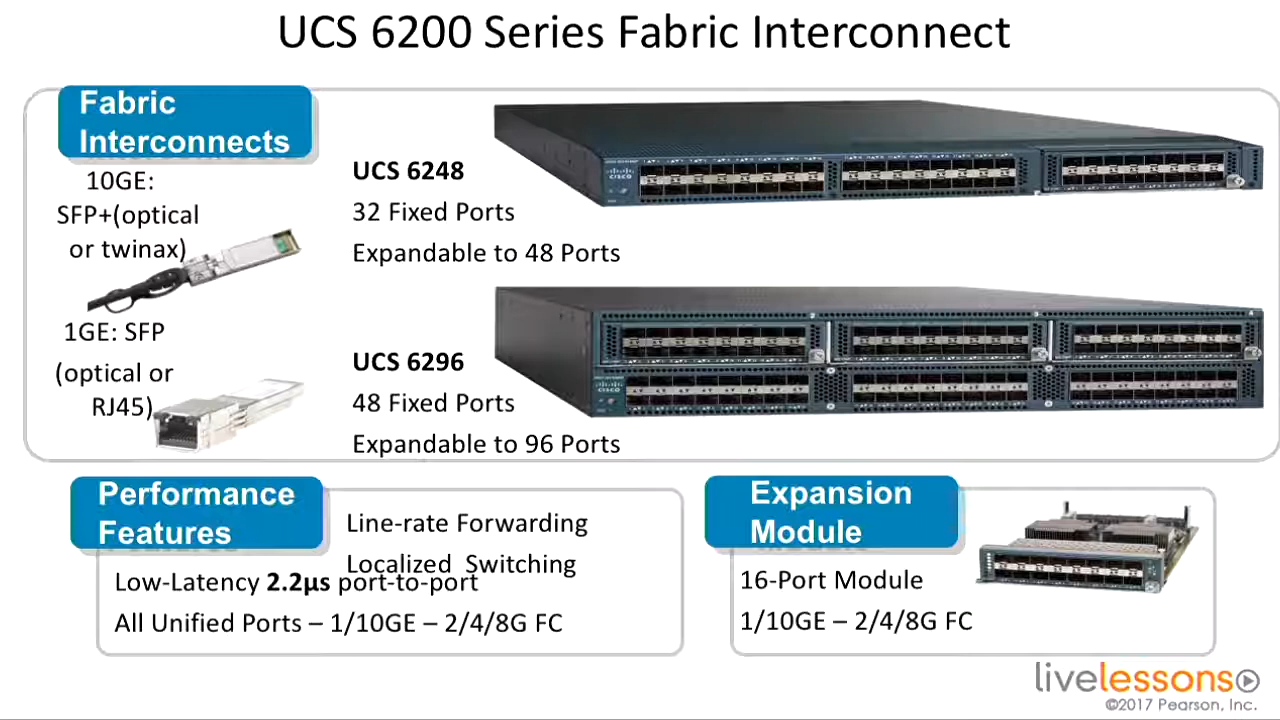 UCS 6200 Series Fabric Interconnect
Fabric
Interconnects
10GE:
SFP+(optical
or twinax)
1GE: SFP
(optical or
RJ45)
UCS 6248
32 Fixed Ports
Expandable to 48 Ports
CISCO
UCS 6296
48 Fixed Ports
Expandable to 96 Ports
CISCO
Performance
Features
Line-rate Forwarding
Localized Switching
Low-Latency 2.2µs port-to-port
All Unified Ports – 1/10GE – 2/4/8G FC
Expansion
Module
16-Port Module
1/10GE – 2/4/8G FC
livelessons
©2017 Pearson, Inc.